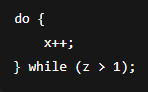 do {
    x++;
} while (z > 1);